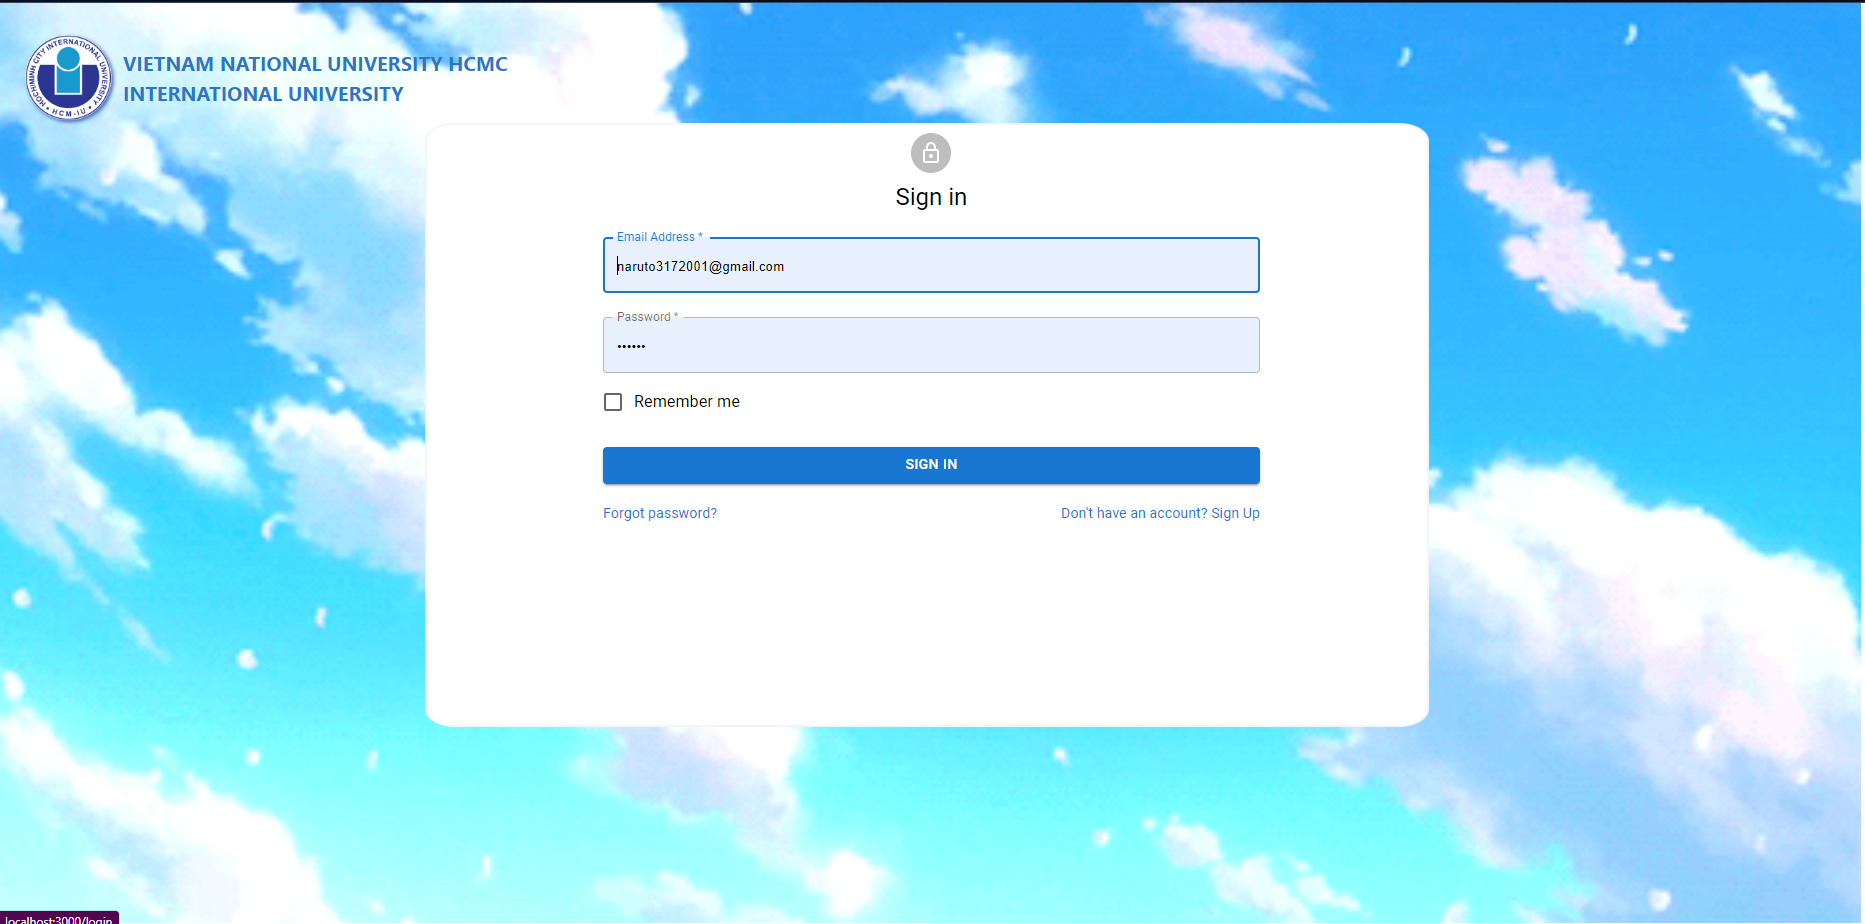 HOCHIMINH CITY INTERNATIONAL UNIVERSITY
• HCM-IU •
VIETNAM NATIONAL UNIVERSITY HCMC
INTERNATIONAL UNIVERSITY
Sign in
Email Address *
naruto3172001@gmail.com
Password *
••••••
Remember me
SIGN IN
Forgot password?
Don't have an account? Sign Up
localhost:3000/login